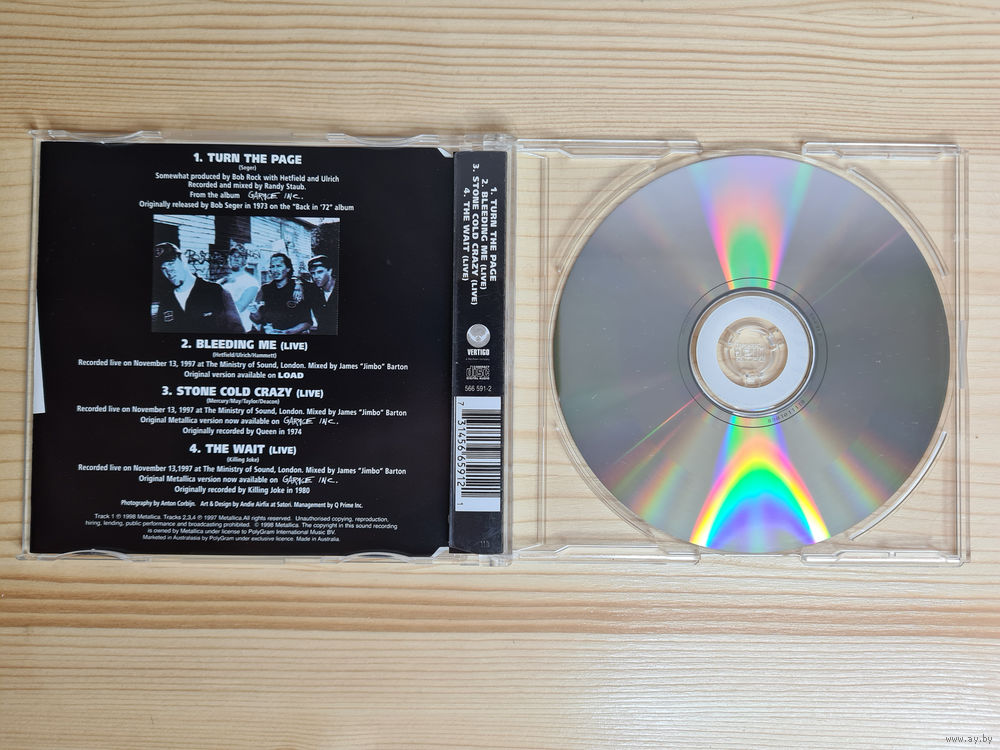 1. TURN THE PAGE
(Seger)
Somewhat produced by Bob Rock with Hetfield and Ulrich
Recorded and mixed by Randy Staub.
From the album GARAGE INC.
Originally released by Bob Seger in 1973 on the "Back in '72" album
2. BLEEDING ME (LIVE)
(Hetfield/Ulrich/Hammett)
Recorded live on November 13, 1997 at The Ministry of Sound, London. Mixed by James "Jimbo" Barton
Original version available on LOAD
3. STONE COLD CRAZY (LIVE)
(Mercury/May/Taylor/Deacon)
Recorded live on November 13, 1997 at The Ministry of Sound, London. Mixed by James "Jimbo" Barton
Original Metallica version now available on GARAGE INC.
Originally recorded by Queen in 1974
4. THE WAIT (LIVE)
(Killing Joke)
Recorded live on November 13,1997 at The Ministry of Sound, London. Mixed by James "Jimbo" Barton
Original Metallica version now available on GARAGE INC.
Originally recorded by Killing Joke in 1980
Photography by Anton Corbijn. Art & Design by Andie Airfix at Satori. Management by Q Prime Inc.
Track 1 ℗ 1998 Metallica. Tracks 2,3,4 ℗ 1997 Metallica.All rights reserved. Unauthorised copying, reproduction,
hiring, lending, public performance and broadcasting prohibited. © 1998 Metallica. The copyright in this sound recording
is owned by Metallica under license to PolyGram International Music BV.
Marketed in Australasia by PolyGram under exclusive licence. Made in Australia.
1. TURN THE PAGE
2. BLEEDING ME (LIVE)
3. STONE COLD CRAZY (LIVE)
4. THE WAIT (LIVE)
VERTIGO
COMPACT
disc
DIGITAL AUDIO
566 591-2
7 31456 65912 1
www.ay.by